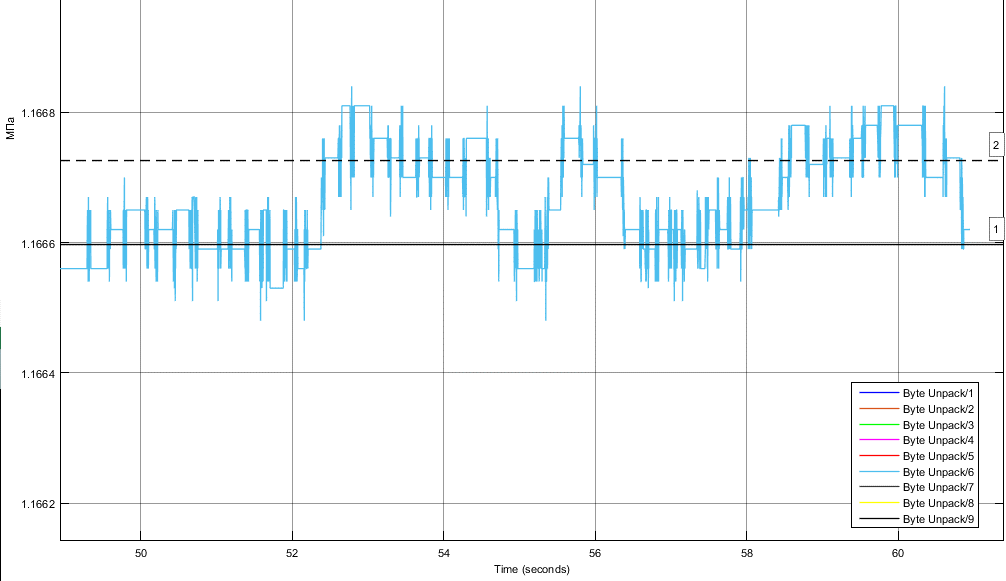 МПа
1.1668
1.1666
1.1664
1.1662
2
1
50
52
54
56
58
60
Time (seconds)
Byte Unpack/1
Byte Unpack/2
Byte Unpack/3
Byte Unpack/4
Byte Unpack/5
Byte Unpack/6
Byte Unpack/7
Byte Unpack/8
Byte Unpack/9